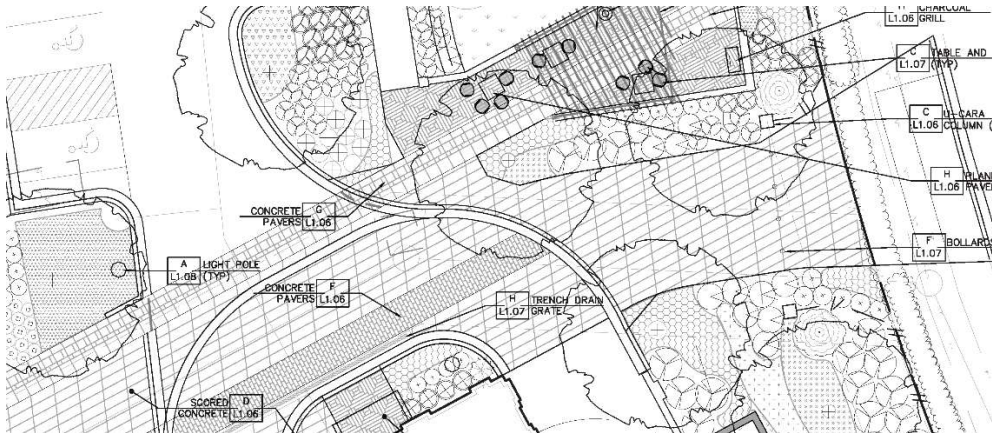 H CHARCOAL
L1.06 GRILL
C TABLE AND
L1.07 (TYP)
C U-CARA
L1.06 COLUMN (
H
L1.06
CONCRETE G
PAVERS L1.06
F BOLLARDS
L1.07
A LIGHT POLE
L1.08 (TYP)
CONCRETE F
PAVERS L1.06
H TRENCH DRAIN
L1.07 GRATE
SCORED D
CONCRETE L1.06